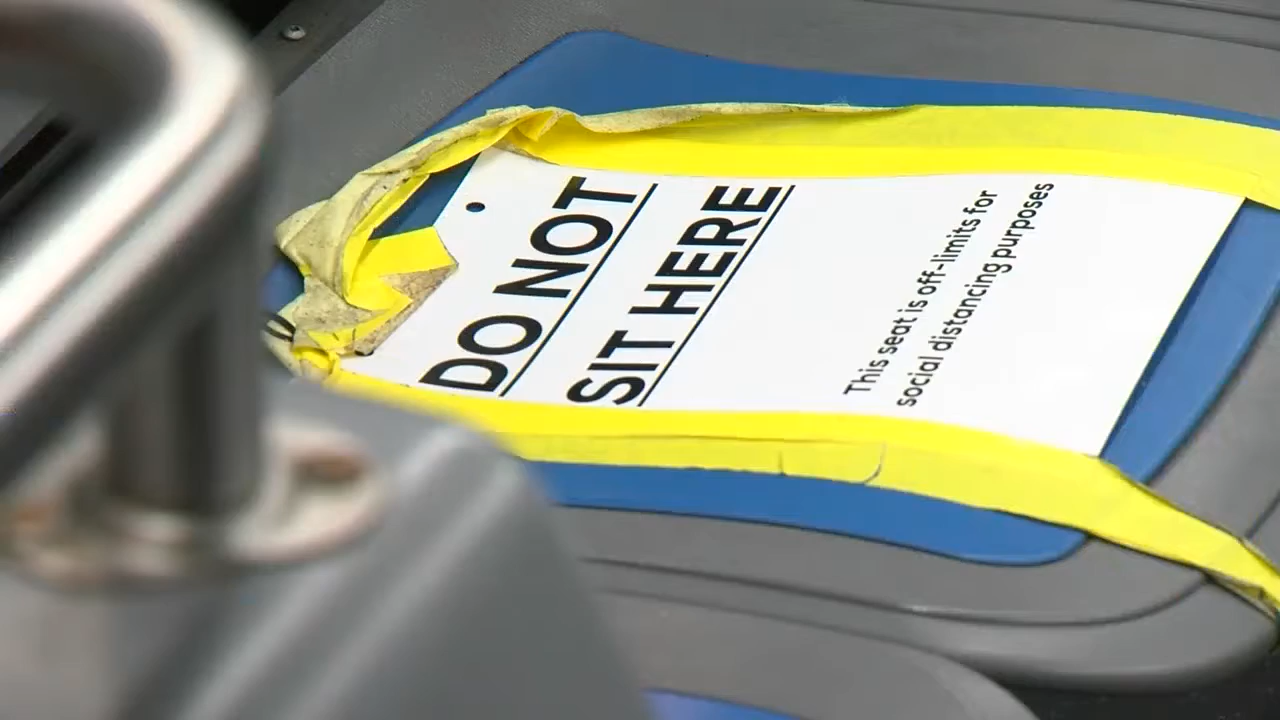 DO NOT
SIT HERE
This seat is off-limits for
social distancing purposes